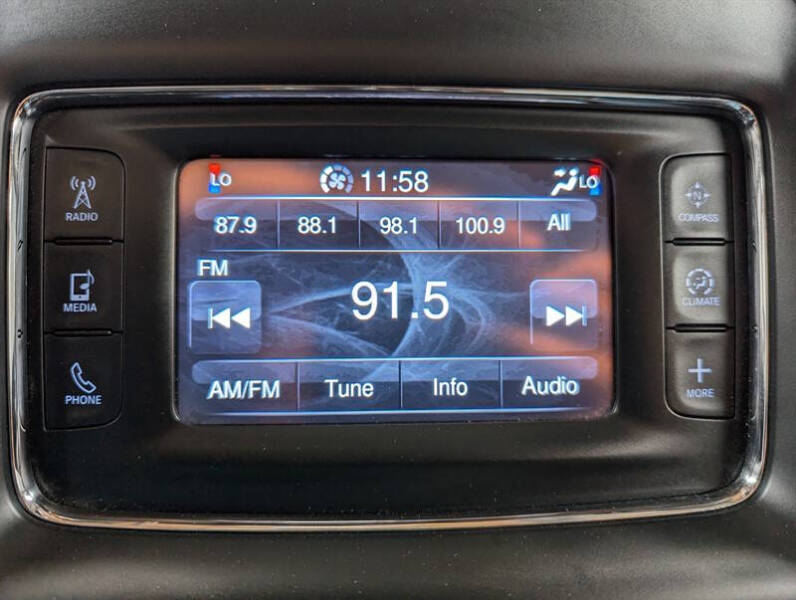 LO 11:58 LO
87.9 88.1 98.1 100.9 All
FM
91.5
AM/FM Tune Info Audio
RADIO
MEDIA
PHONE
N
COMPASS
CLIMATE
MORE